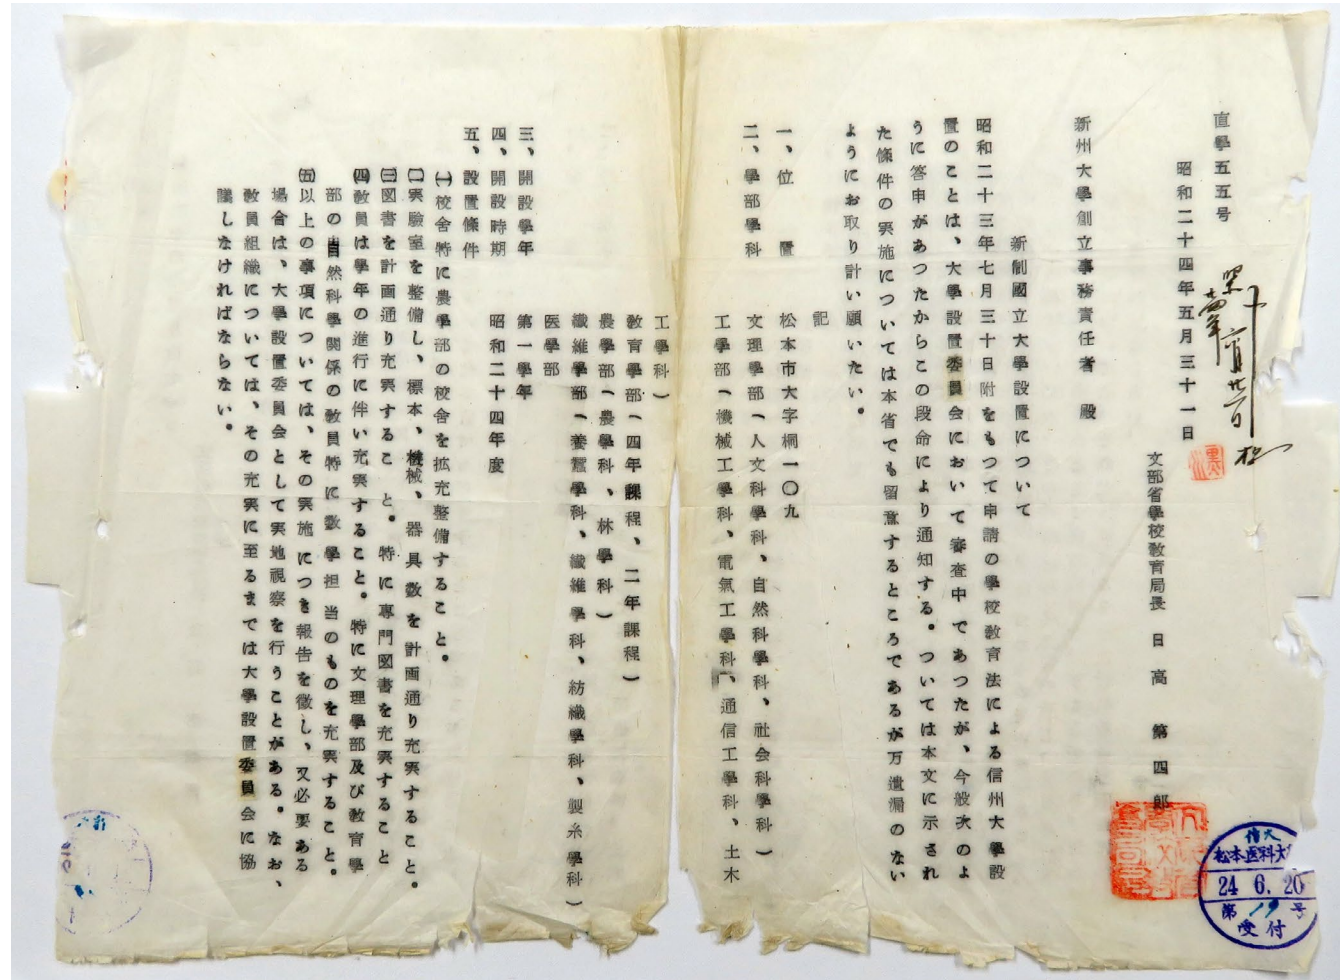 直學五五号
昭和二十四年五月三十一日
文部省學校敎育局長　日　高　第　四　郎
新州大學創立事務責任者　殿
新制國立大學設置について
昭和二十三年七月三十日附をもつて申請の學校敎育法による信州大學設
置のことは、大學設置委員会において審査中であつたが、今般次のよ
うに答申があつたからこの段命により通知する。ついては本文に示され
た條件の実施については本省でも留意するところであるが万遺漏のない
ようにお取り計い願いたい。
記
一、位　置　松本市大字桐一〇九
二、學部學科　文理學部(人文科學科、自然科學科、社会科學科)
工學部(機械工學科、電氣工學科、通信工學科、土木
工學科)
敎育學部(四年課程、二年課程)
農學部(農學科、林學科)
繊維學部(養蠶學科、繊維學科、紡織學科、製糸學科)
医學部
三、開設學年　第一學年
四、開設時期　昭和二十四年度
五、設置條件
(一)校舎特に農學部の校舎を拡充整備すること。
(二)実驗室を整備し、標本、機械、器具数を計画通り充実すること。
(三)図書を計画通り充実すること。特に専門図書を充実すること
(四)敎員は學年の進行に伴い充実すること。特に文理學部及び敎育學
部の自然科學関係の敎員特に数學担当のものを充実すること。
(五)以上の事項については、その実施につき報告を徴し、又必要ある
場合は、大學設置委員会として実地視察を行うことがある。なお、
敎員組織については、その充実に至るまでは大學設置委員会に協
議しなければならない。
信大
松本医科大
24 6. 20
第 19 号
受付